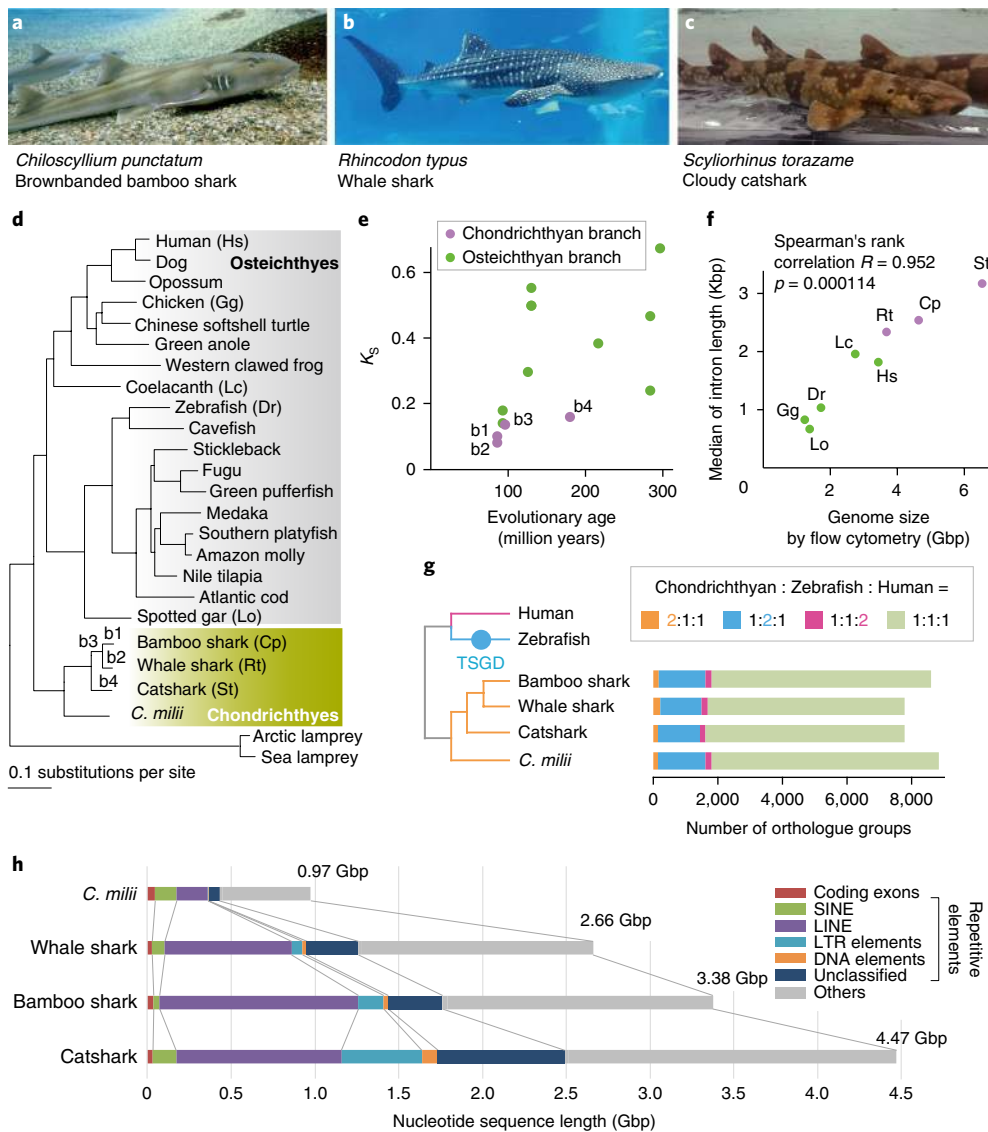 a
Chiloscyllium punctatum
Brownbanded bamboo shark
b
Rhincodon typus
Whale shark
c
Scyliorhinus torazame
Cloudy catshark
d
Human (Hs)
Dog
Osteichthyes
Opossum
Chicken (Gg)
Chinese softshell turtle
Green anole
Western clawed frog
Coelacanth (Lc)
Zebrafish (Dr)
Cavefish
Stickleback
Fugu
Green pufferfish
Medaka
Southern platyfish
Amazon molly
Nile tilapia
Atlantic cod
Spotted gar (Lo)
b3
b1
Bamboo shark (Cp)
b2
Whale shark (Rt)
b4
Catshark (St)
C. milii
Chondrichthyes
Arctic lamprey
Sea lamprey
0.1 substitutions per site
e
Chondrichthyan branch
Osteichthyan branch
0.6
0.4
0.2
0
KS
b1
b2
b3
b4
100
200
300
Evolutionary age
(million years)
f
Spearman's rank
correlation R = 0.952
p = 0.000114
St
Cp
Rt
Lc
Hs
Dr
Gg
Lo
3
2
1
0
Median of intron length (Kbp)
2
4
6
Genome size
by flow cytometry (Gbp)
g
Human
Zebrafish
TSGD
Bamboo shark
Whale shark
Catshark
C. milii
Chondrichthyan : Zebrafish : Human =
2:1:1
1:2:1
1:1:2
1:1:1
0
2,000
4,000
6,000
8,000
Number of orthologue groups
h
C. milii
0.97 Gbp
Whale shark
2.66 Gbp
Bamboo shark
3.38 Gbp
Catshark
4.47 Gbp
Coding exons
SINE
LINE
LTR elements
DNA elements
Unclassified
Others
Repetitive
elements
0
0.5
1.0
1.5
2.0
2.5
3.0
3.5
4.0
4.5
Nucleotide sequence length (Gbp)